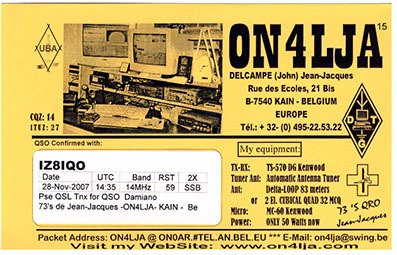 UBA
CQZ: 14
ITUZ: 27
ON4LJA 15
DELCAMPE (John) Jean-Jacques
Rue des Ecoles, 21 Bis
B-7540 KAIN - BELGIUM
EUROPE
Tél.: + 32- (0) 495-22.53.22
D T G
QSO Confirmed with:
IZ8IQO
Date UTC Band RST 2X
28-Nov-2007 14:35 14MHz 59 SSB
Pse QSL Tnx for QSO Damiano
73's de Jean-Jacques -ON4LJA- KAIN - Be
My equipment:
TX-RX: TS-570 DG Kenwood
Tuner Ant: Automatic Antenna Tuner
Ant: Delta-LOOP 83 meters
or 2 EL CUBICAL QUAD 32 MCQ
Micro: MC-60 Kenwood
Power: ONLY 50 Watts now
73 'S QRO
Jean-Jacques
Packet Address: ON4LJA @ ON0AR.#TEL.AN.BEL.EU *** E-Mail: on4lja@swing.be
Visit my WebSite: www.on4lja.com